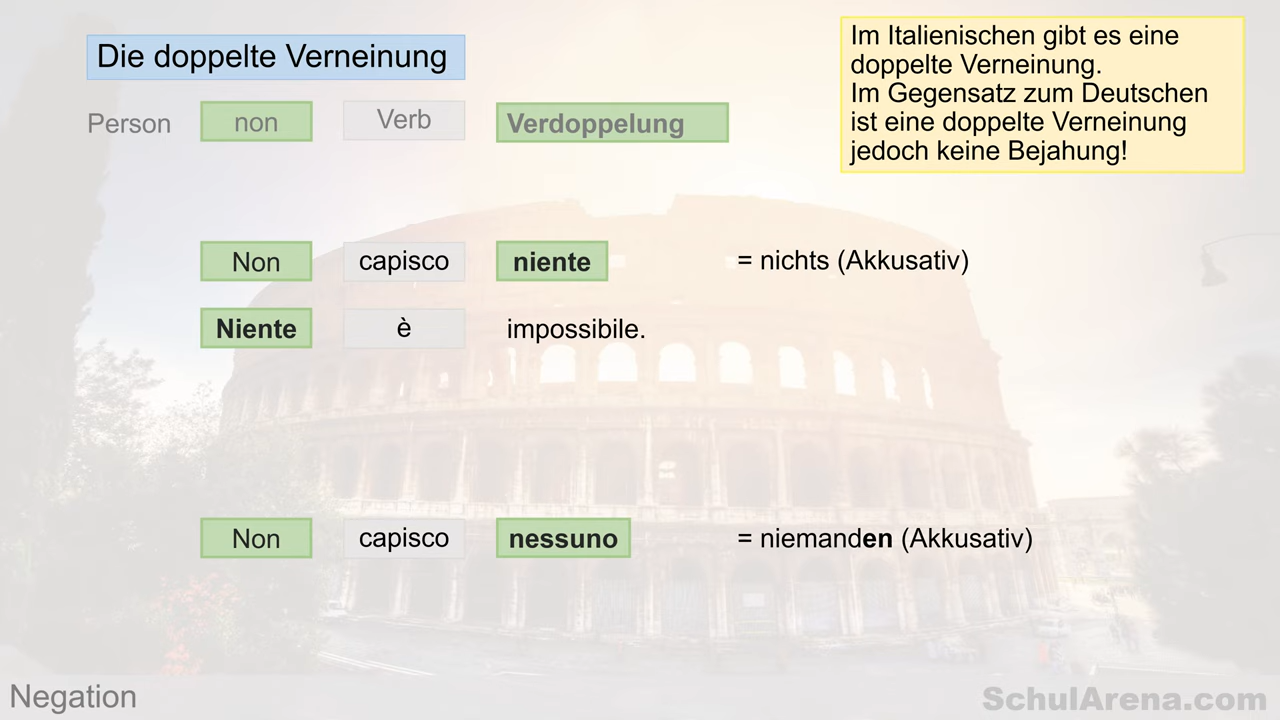 Die doppelte Verneinung
Im Italienischen gibt es eine
doppelte Verneinung.
Im Gegensatz zum Deutschen
ist eine doppelte Verneinung
jedoch keine Bejahung!
Person non Verb Verdoppelung
Non capisco niente = nichts (Akkusativ)
Niente è impossibile.
Non capisco nessuno = niemanden (Akkusativ)
Negation
SchulArena.com